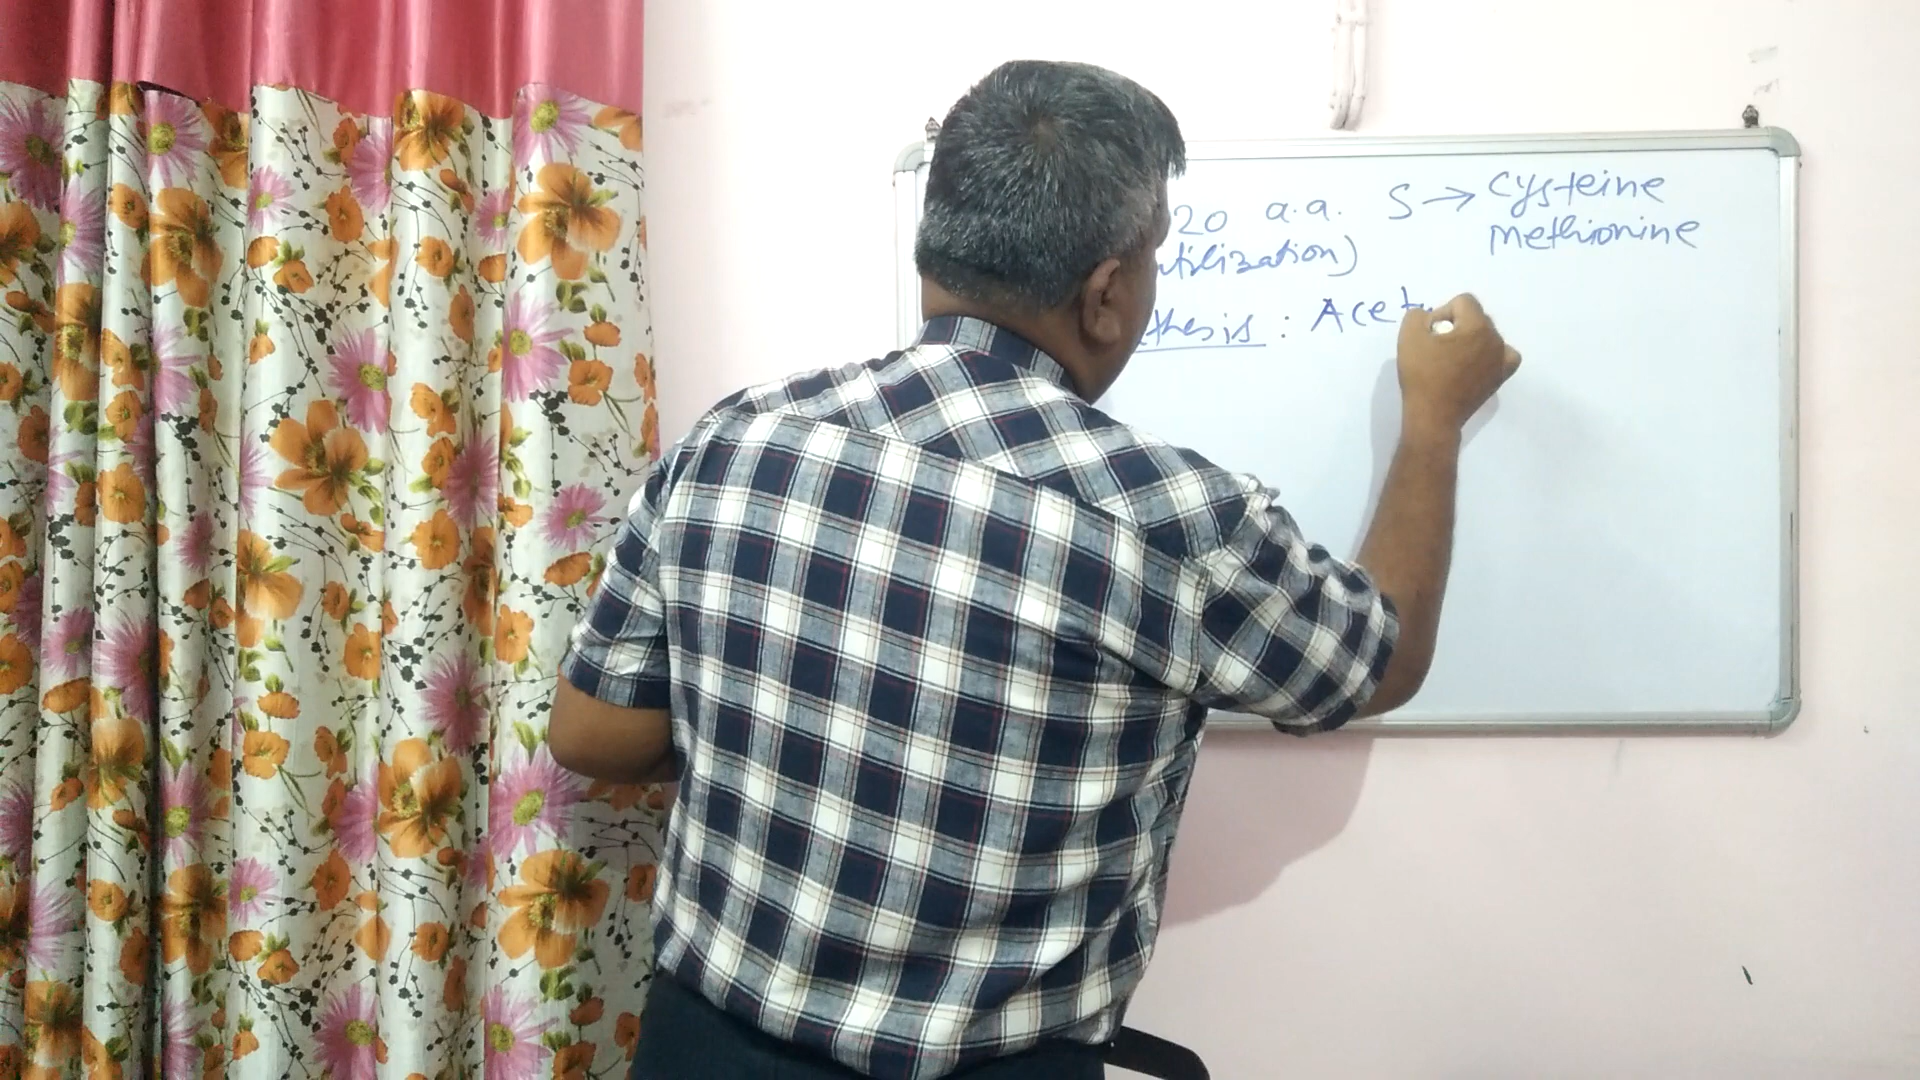 20 a.a. S → Cysteine
Methionine
utilization)
thesis : Acet